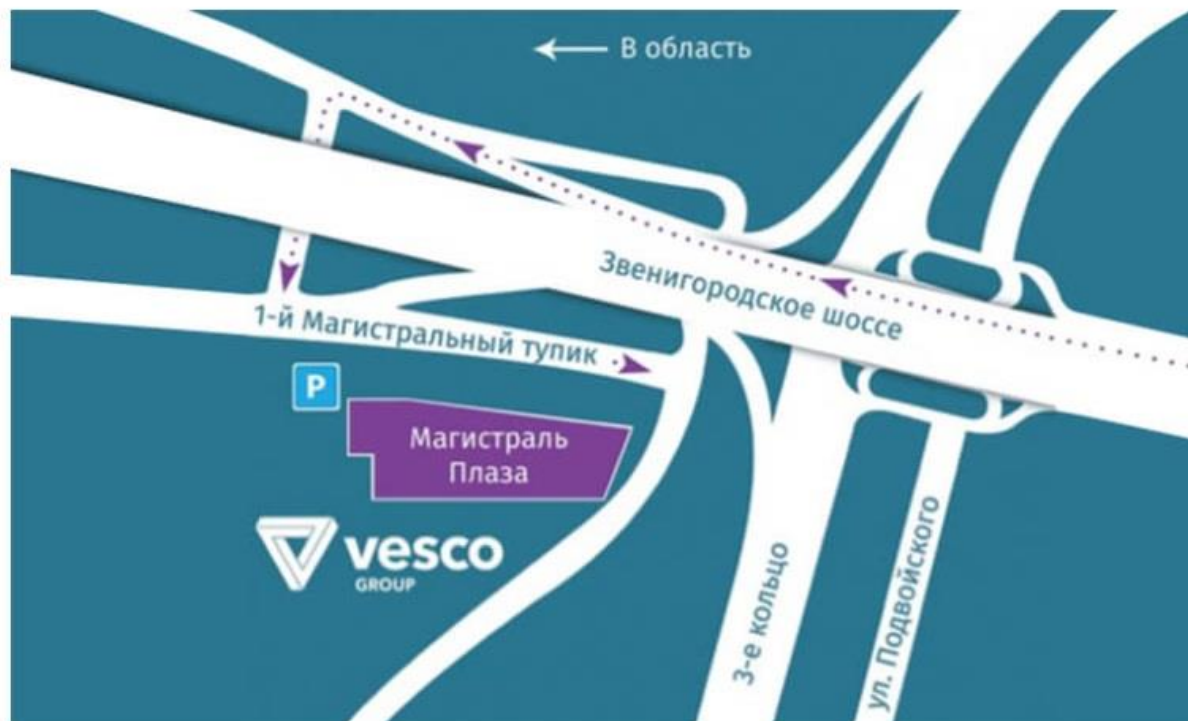 В область
Звенигородское шоссе
1-й Магистральный тупик
P
Магистраль
Плаза
vesco
GROUP
3-е кольцо
ул. Подвойского